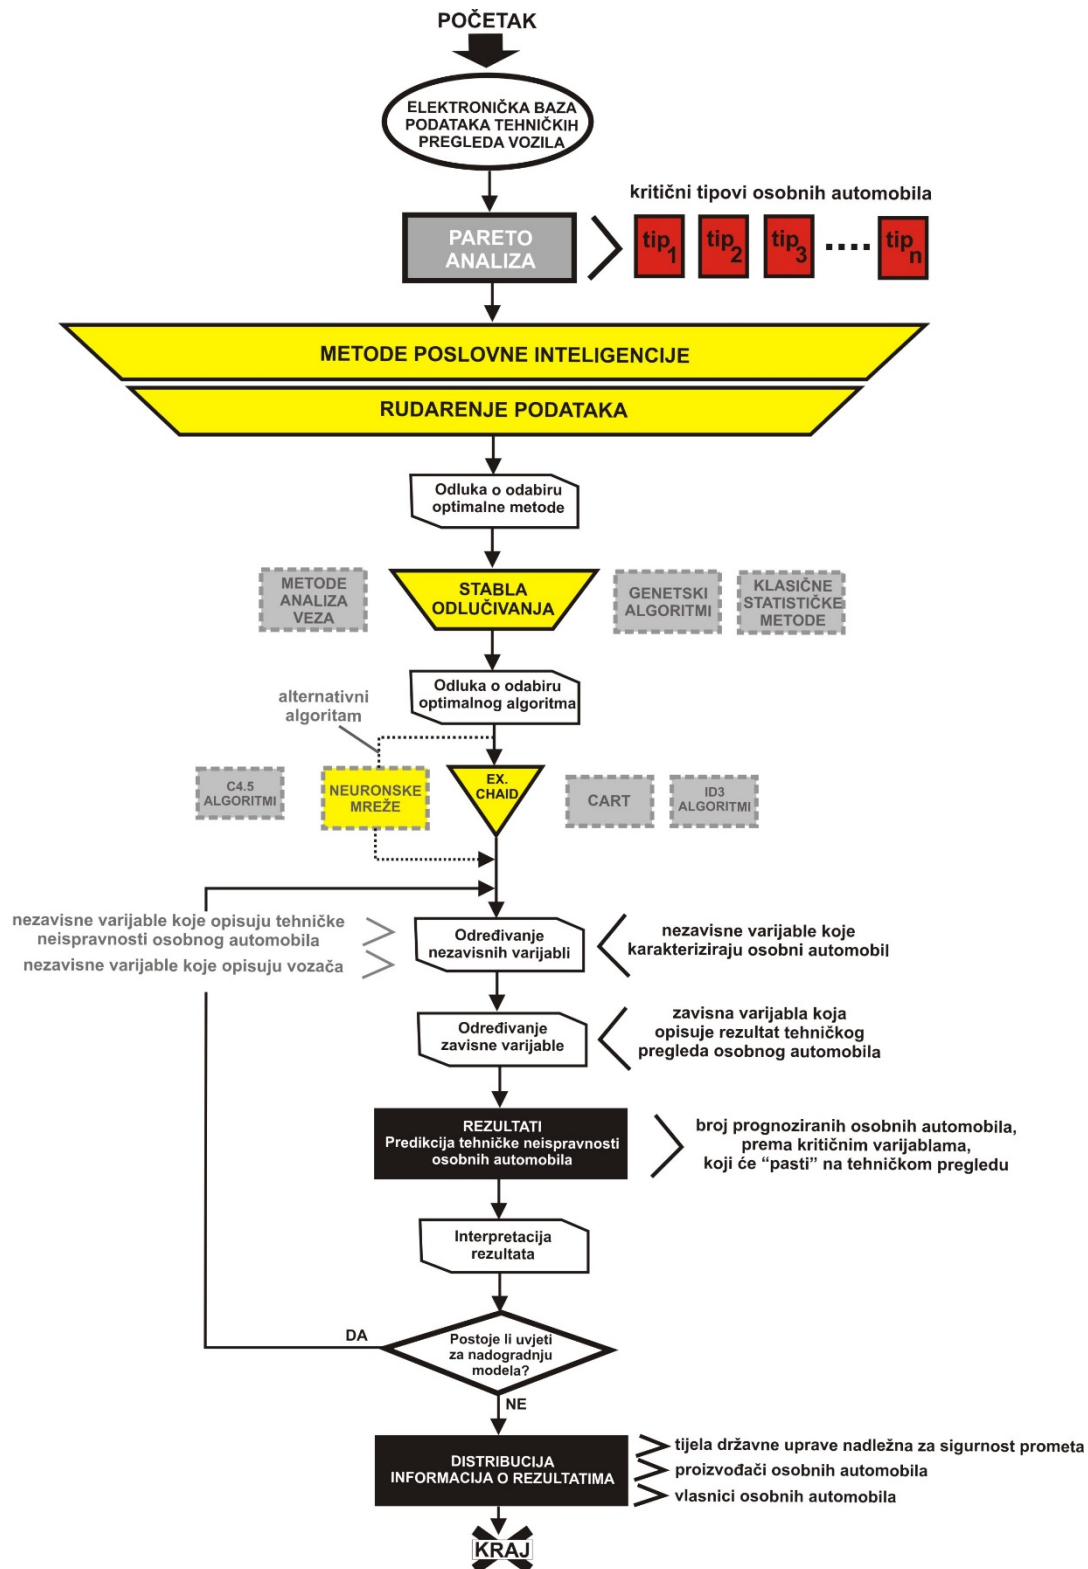 POČETAK
ELEKTRONIČKA BAZA
PODATAKA TEHNIČKIH
PREGLEDA VOZILA
kritični tipovi osobnih automobila
PARETO
ANALIZA
tip1
tip2
tip3
....
tipn
METODE POSLOVNE INTELIGENCIJE
RUDARENJE PODATAKA
Odluka o odabiru
optimalne metode
METODE
ANALIZA
VEZA
STABLA
ODLUČIVANJA
GENETSKI
ALGORITMI
KLASIČNE
STATISTIČKE
METODE
Odluka o odabiru
optimalnog algoritma
alternativni
algoritam
C4.5
ALGORITMI
NEURONSKE
MREŽE
EX.
CHAID
CART
ID3
ALGORITMI
nezavisne varijable koje opisuju tehničke
neispravnosti osobnog automobila
nezavisne varijable koje opisuju vozača
Određivanje
nezavisnih varijabli
nezavisne varijable koje
karakteriziraju osobni automobil
Određivanje
zavisne varijable
zavisna varijabla koja
opisuje rezultat tehničkog
pregleda osobnog automobila
REZULTATI
Predikcija tehničke neispravnosti
osobnih automobila
broj prognoziranih osobnih automobila,
prema kritičnim varijablama,
koji će “pasti” na tehničkom pregledu
Interpretacija
rezultata
DA
Postoje li uvjeti
za nadogradnju
modela?
NE
DISTRIBUCIJA
INFORMACIJA O REZULTATIMA
tijela državne uprave nadležna za sigurnost prometa
proizvođači osobnih automobila
vlasnici osobnih automobila
KRAJ